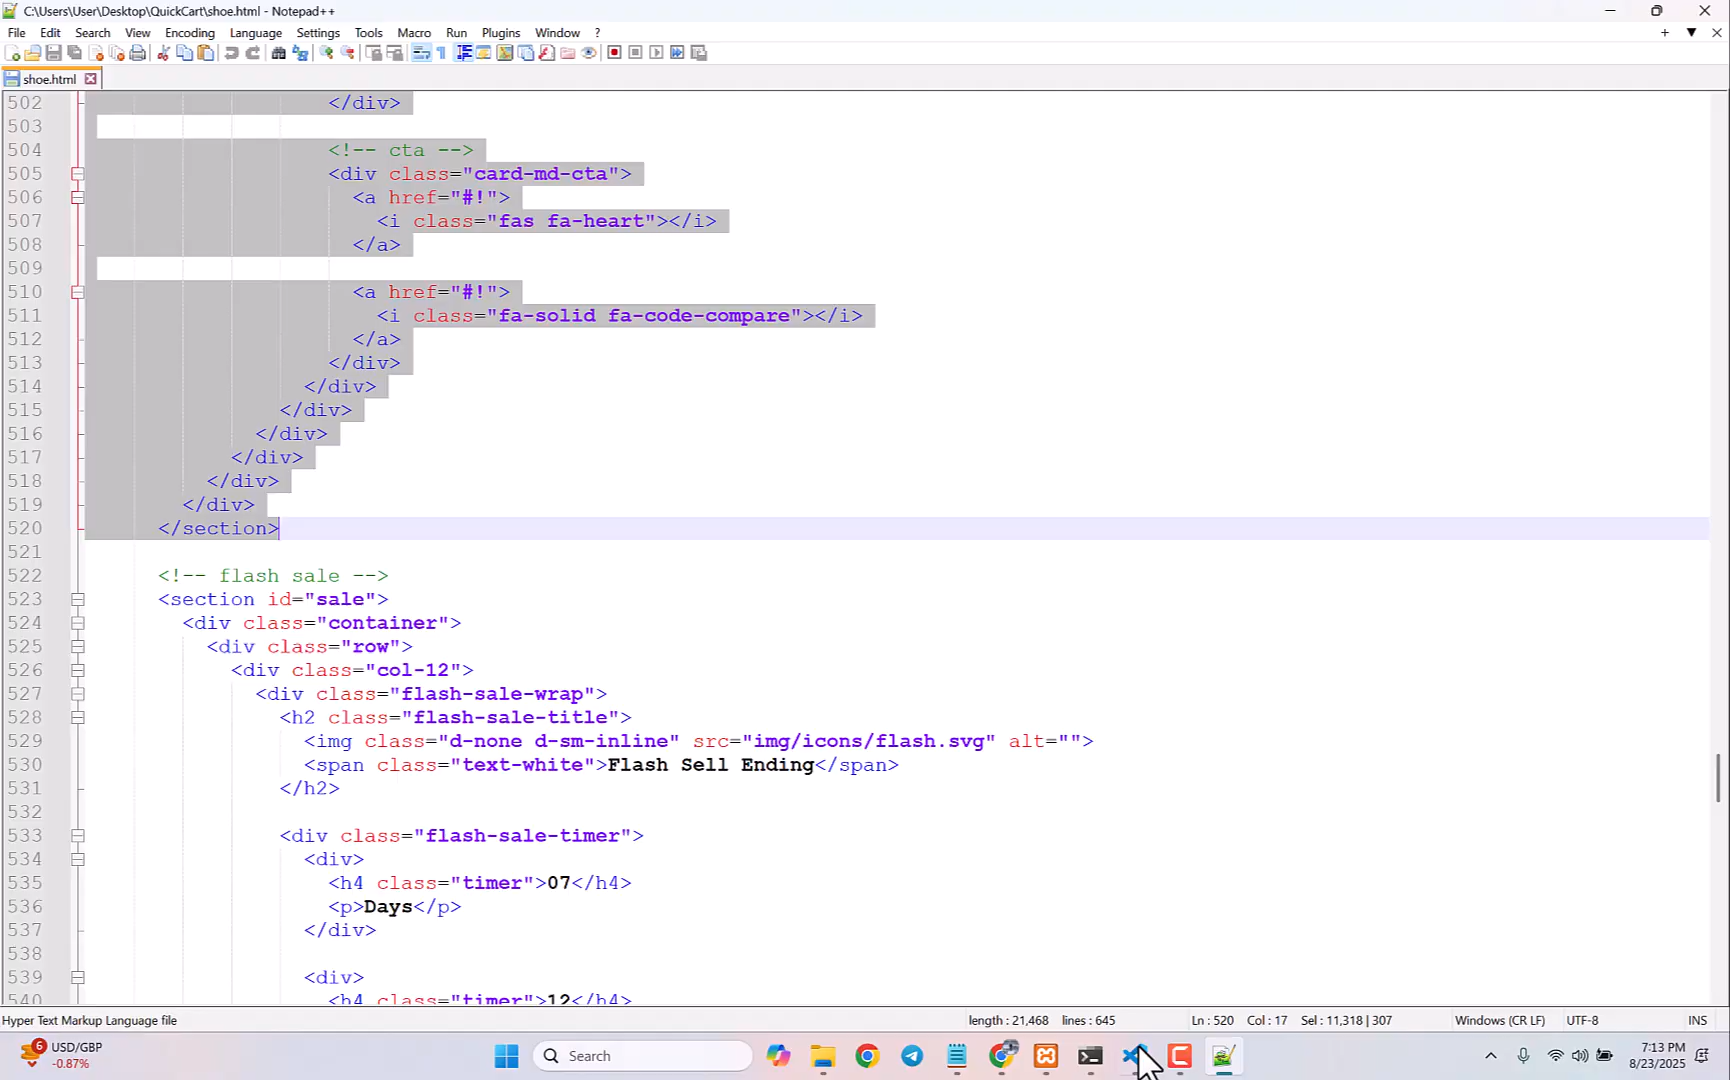 C:\Users\User\Desktop\QuickCart\shoe.html - Notepad++
File Edit Search View Encoding Language Settings Tools Macro Run Plugins Window ?
shoe.html
502 </div>
503
504 <!-- cta -->
505 <div class="card-md-cta">
506 <a href="#!">
507 <i class="fas fa-heart"></i>
508 </a>
509
510 <a href="#!">
511 <i class="fa-solid fa-code-compare"></i>
512 </a>
513 </div>
514 </div>
515 </div>
516 </div>
517 </div>
518 </div>
519 </div>
520 </section>
521
522 <!-- flash sale -->
523 <section id="sale">
524 <div class="container">
525 <div class="row">
526 <div class="col-12">
527 <div class="flash-sale-wrap">
528 <h2 class="flash-sale-title">
529 <img class="d-none d-sm-inline" src="img/icons/flash.svg" alt="">
530 <span class="text-white">Flash Sell Ending</span>
531 </h2>
532
533 <div class="flash-sale-timer">
534 <div>
535 <h4 class="timer">07</h4>
536 <p>Days</p>
537 </div>
538
539 <div>
540 <h4 class="timer">12</h4>
Hyper Text Markup Language file length : 21,468 lines : 645 Ln : 520 Col : 17 Sel : 11,318 | 307 Windows (CR LF) UTF-8 INS
6 USD/GBP
-0.87%
Search
7:13 PM
8/23/2025